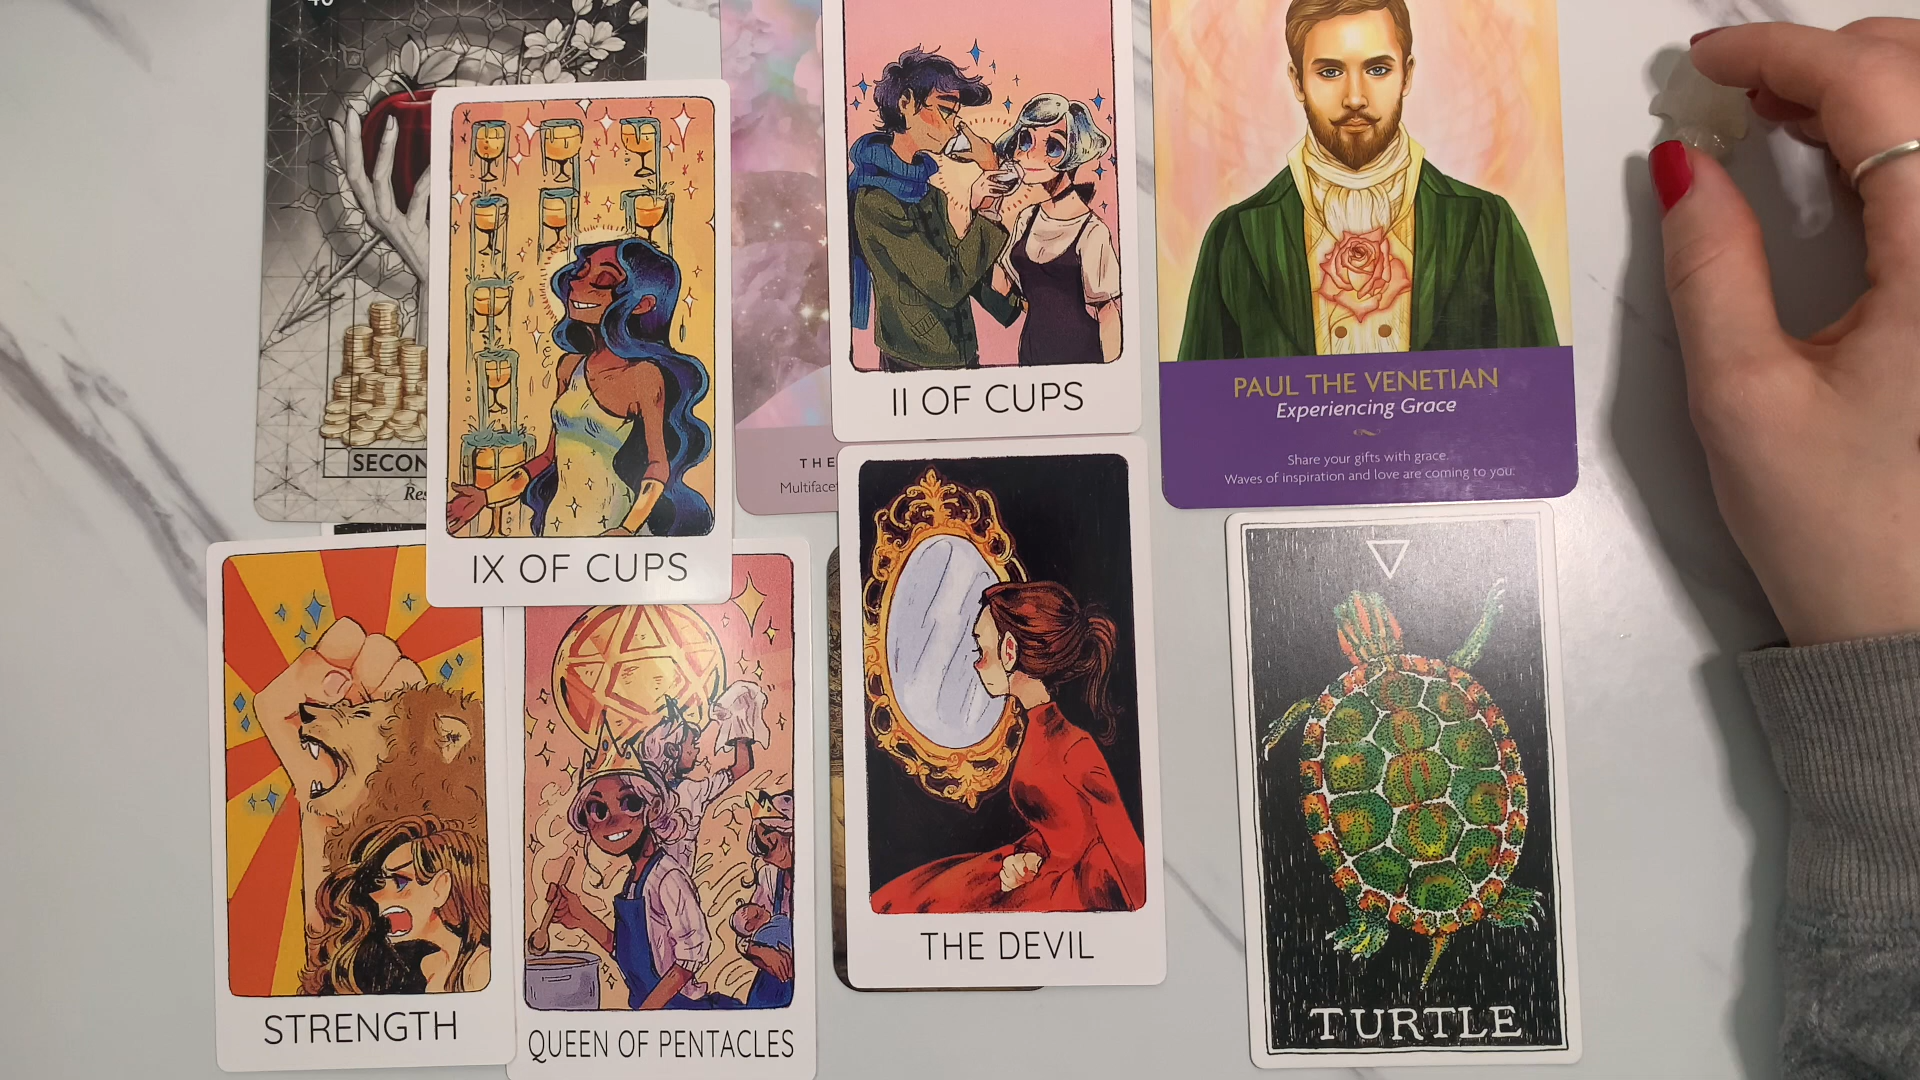 40
SECON
Res
IX OF CUPS
THE
Multifacet
II OF CUPS
PAUL THE VENETIAN
Experiencing Grace
Share your gifts with grace.
Waves of inspiration and love are coming to you.
STRENGTH
QUEEN OF PENTACLES
THE DEVIL
TURTLE